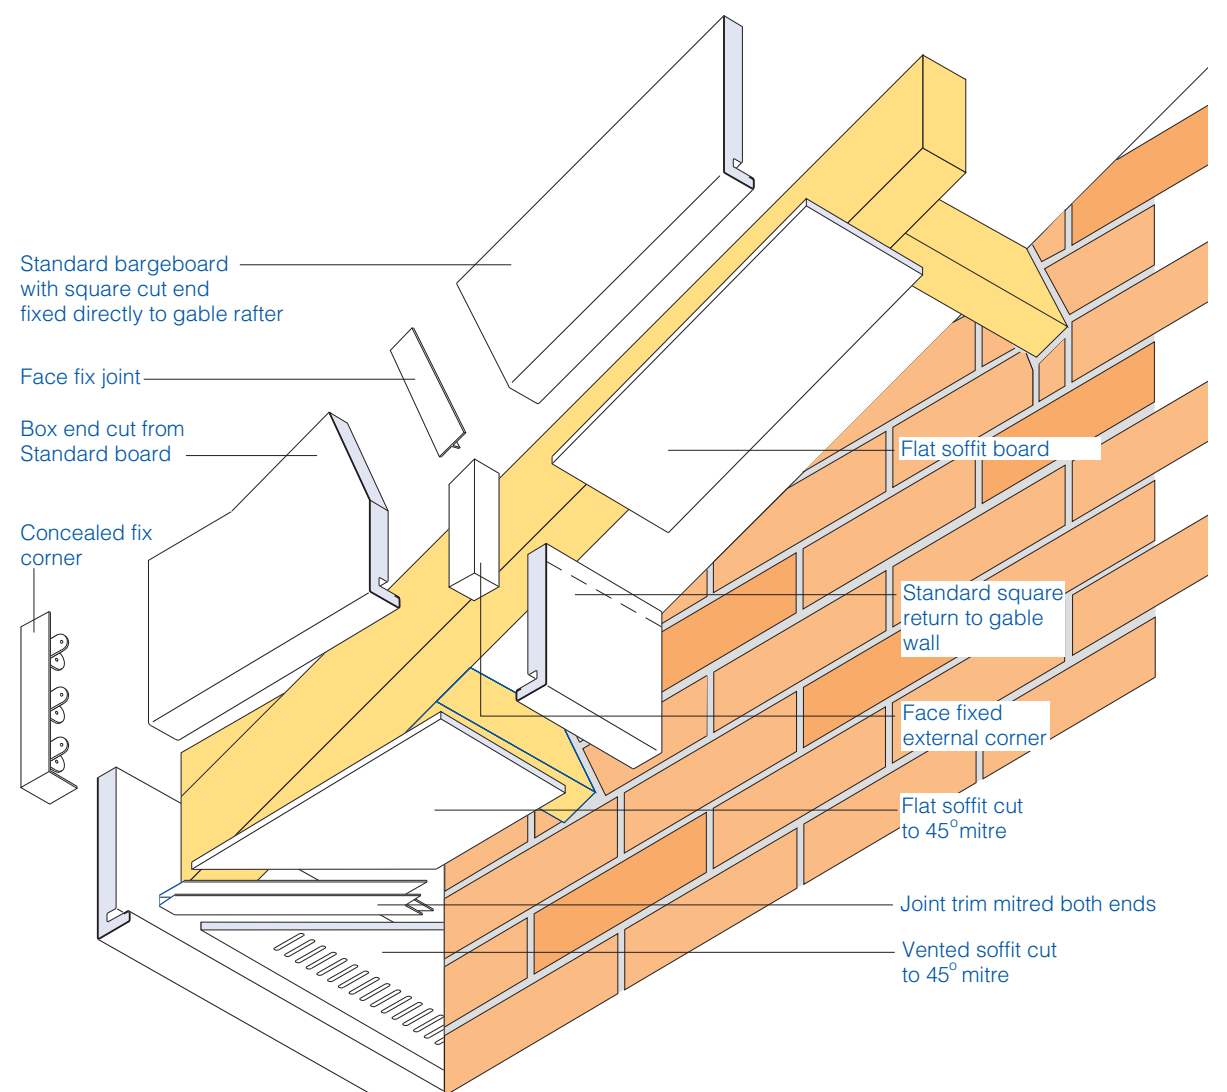 Standard bargeboard
with square cut end
fixed directly to gable rafter
Face fix joint
Box end cut from
Standard board
Concealed fix
corner
Flat soffit board
Standard square
return to gable
wall
Face fixed
external corner
Flat soffit cut
to 45° mitre
Joint trim mitred both ends
Vented soffit cut
to 45° mitre